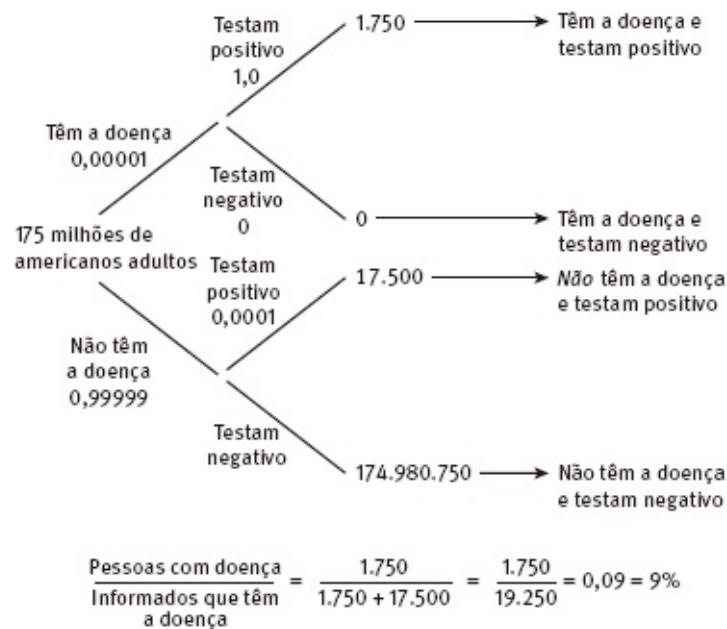 Testam
positivo
1,0
1.750
Têm a doença e
testam positivo
Têm a doença
0,00001
Testam
negativo
0
0
Têm a doença e
testam negativo
175 milhões de
americanos adultos
Testam
positivo
0,0001
17.500
Não têm a doença
e testam positivo
Não têm
a doença
0,99999
Testam
negativo
174.980.750
Não têm a doença
e testam negativo
Pessoas com doença
Informados que têm
a doença
=
1.750
1.750 + 17.500
=
1.750
19.250
= 0,09 = 9%